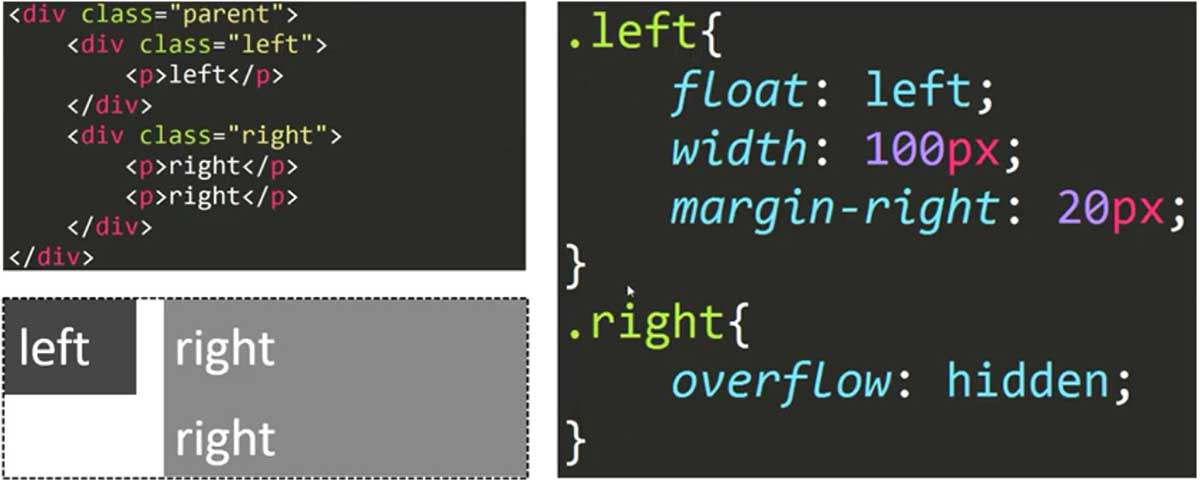 <div class="parent">
    <div class="left">
        <p>left</p>
    </div>
    <div class="right">
        <p>right</p>
        <p>right</p>
    </div>
</div>
left
right
right
.left{
    float: left;
    width: 100px;
    margin-right: 20px;
}
.right{
    overflow: hidden;
}